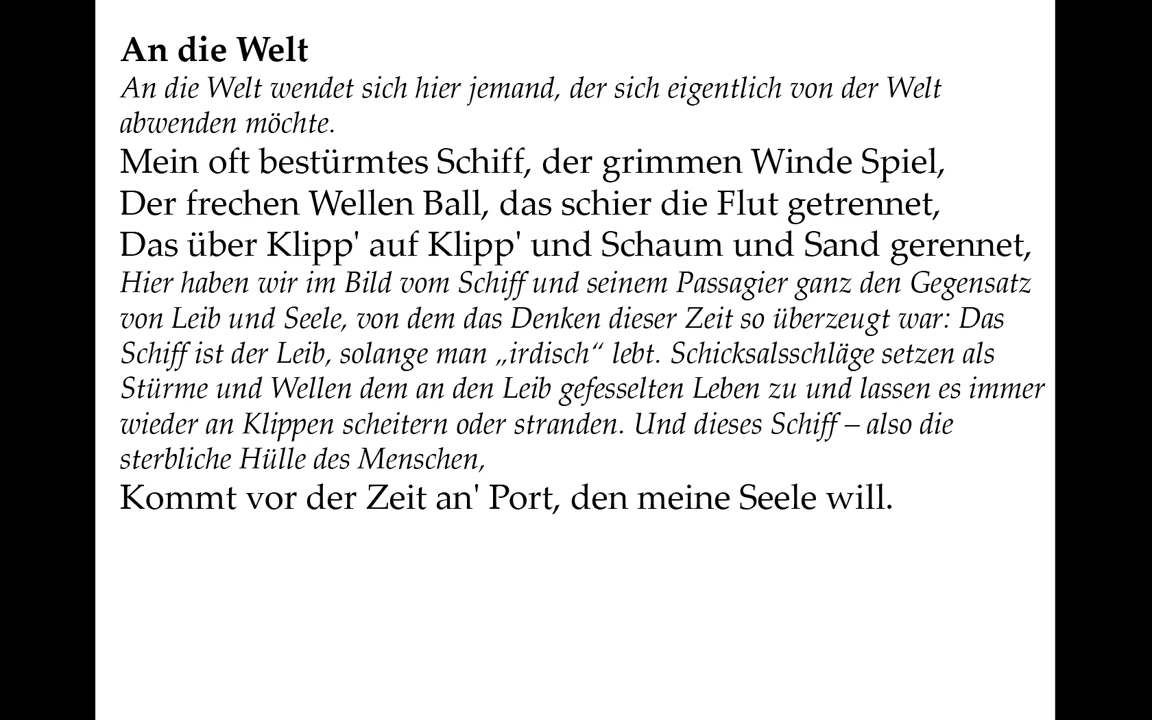 An die Welt
An die Welt wendet sich hier jemand, der sich eigentlich von der Welt
abwenden möchte.
Mein oft bestürmtes Schiff, der grimmen Winde Spiel,
Der frechen Wellen Ball, das schier die Flut getrennet,
Das über Klipp' auf Klipp' und Schaum und Sand gerennet,
Hier haben wir im Bild vom Schiff und seinem Passagier ganz den Gegensatz
von Leib und Seele, von dem das Denken dieser Zeit so überzeugt war: Das
Schiff ist der Leib, solange man „irdisch“ lebt. Schicksalsschläge setzen als
Stürme und Wellen dem an den Leib gefesselten Leben zu und lassen es immer
wieder an Klippen scheitern oder stranden. Und dieses Schiff – also die
sterbliche Hülle des Menschen,
Kommt vor der Zeit an' Port, den meine Seele will.